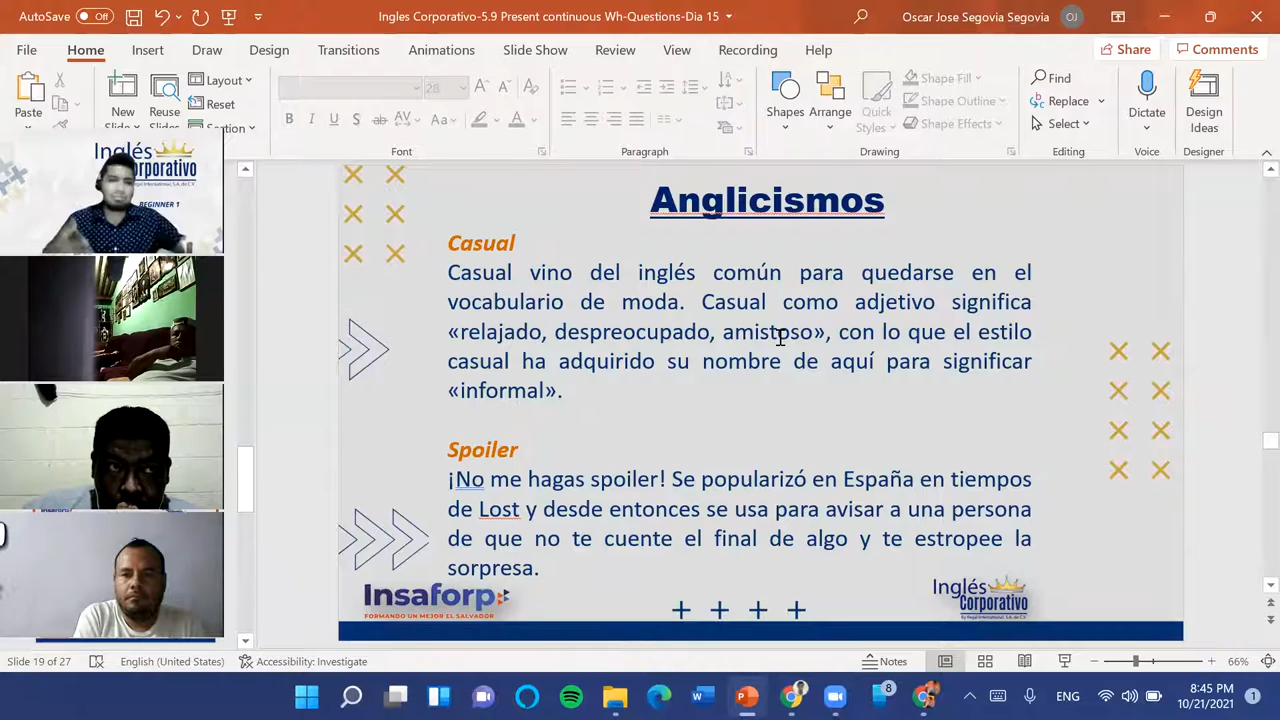 AutoSave Off Ingles Corporativo-5.9 Present continuous Wh-Questions-Dia 15 Oscar Jose Segovia Segovia OJ
File Home Insert Draw Design Transitions Animations Slide Show Review View Recording Help Share Comments
Paste New Slide Reuse Slides Layout Reset Section
28
Shapes Arrange Quick Styles Shape Fill Shape Outline Shape Effects
Find Replace Select
Dictate Design Ideas
Font Paragraph Drawing Editing Voice Designer
Inglés
Corporativo
BEGINNER 1
Anglicismos
Casual
Casual vino del inglés común para quedarse en el
vocabulario de moda. Casual como adjetivo significa
«relajado, despreocupado, amistoso», con lo que el estilo
casual ha adquirido su nombre de aquí para significar
«informal».
Spoiler
¡No me hagas spoiler! Se popularizó en España en tiempos
de Lost y desde entonces se usa para avisar a una persona
de que no te cuente el final de algo y te estropee la
sorpresa.
Insaforp
FORMANDO UN MEJOR EL SALVADOR
Inglés
Corporativo
Slide 19 of 27 English (United States) Accessibility: Investigate Notes 66%
8 ENG 8:45 PM
10/21/2021 1